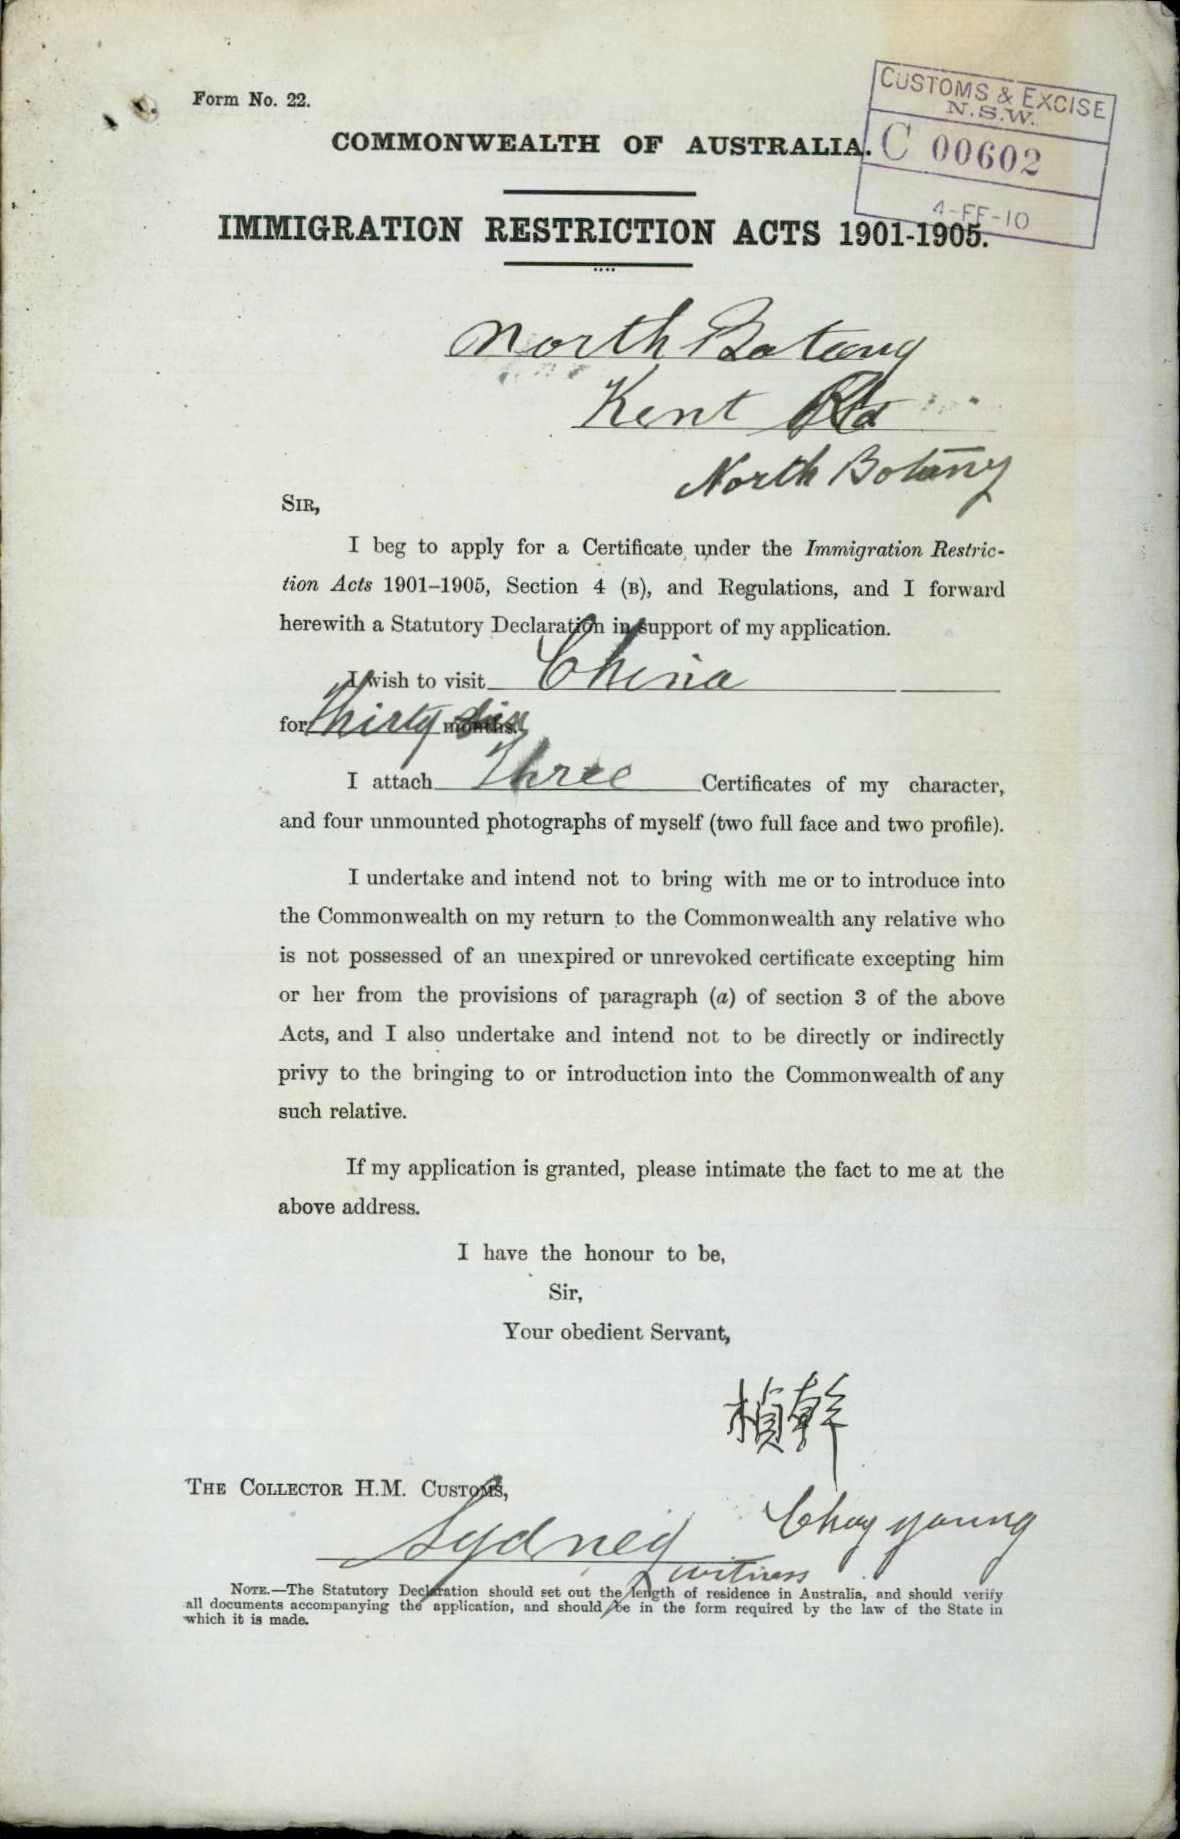 Form No. 22.
CUSTOMS & EXCISE
N.S.W.
C 00602
4-FE-10
COMMONWEALTH OF AUSTRALIA.
IMMIGRATION RESTRICTION ACTS 1901-1905.
North Botany
Kent Rd
North Botany
SIR,
I beg to apply for a Certificate under the Immigration Restric-
tion Acts 1901–1905, Section 4 (B), and Regulations, and I forward
herewith a Statutory Declaration in support of my application.
I wish to visit China
for Thirty six months.
I attach Three Certificates of my character,
and four unmounted photographs of myself (two full face and two profile).
I undertake and intend not to bring with me or to introduce into
the Commonwealth on my return to the Commonwealth any relative who
is not possessed of an unexpired or unrevoked certificate excepting him
or her from the provisions of paragraph (a) of section 3 of the above
Acts, and I also undertake and intend not to be directly or indirectly
privy to the bringing to or introduction into the Commonwealth of any
such relative.
If my application is granted, please intimate the fact to me at the
above address.
I have the honour to be,
Sir,
Your obedient Servant,
楨幹
THE COLLECTOR H.M. CUSTOMS,
Choy young
Sydney
witness
NOTE.—The Statutory Declaration should set out the length of residence in Australia, and should verify
all documents accompanying the application, and should be in the form required by the law of the State in
which it is made.